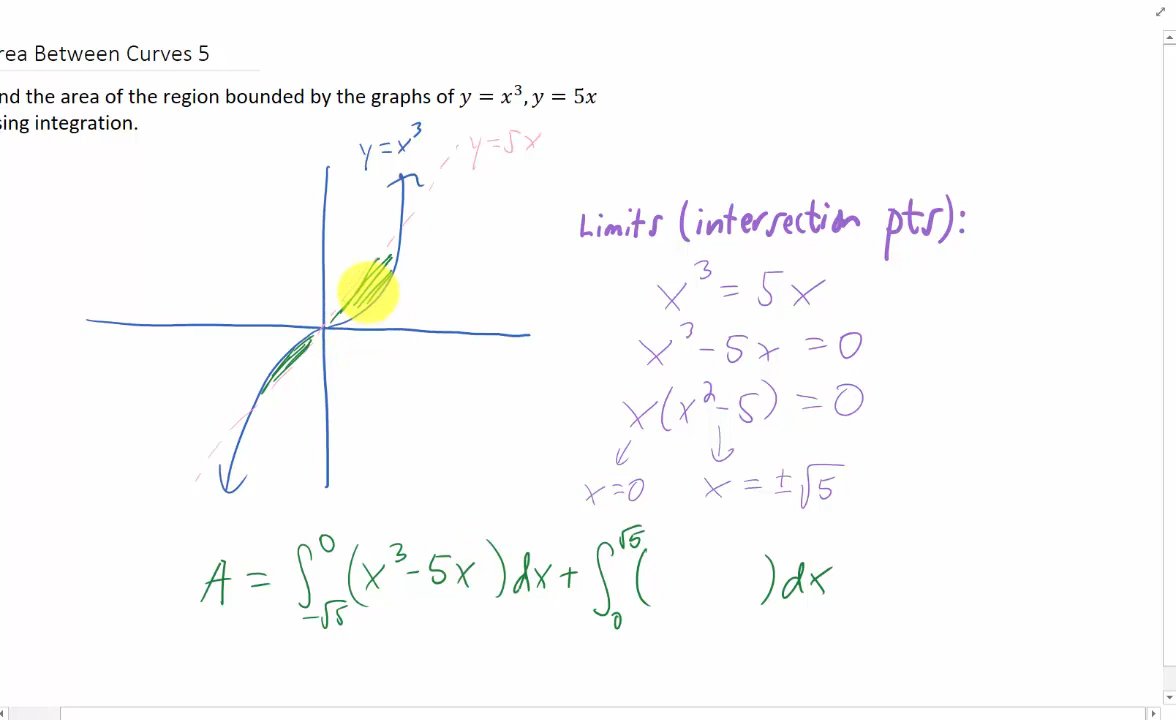 rea Between Curves 5
nd the area of the region bounded by the graphs of y = x³, y = 5x
sing integration.
y=x³
y=5x
Limits (intersection pts):
x³ = 5x
x³ - 5x = 0
x(x² - 5) = 0
x=0 x = ±√5
A = ∫_{-√5}^{0} (x³ - 5x) dx + ∫_{0}^{√5} ( ) dx